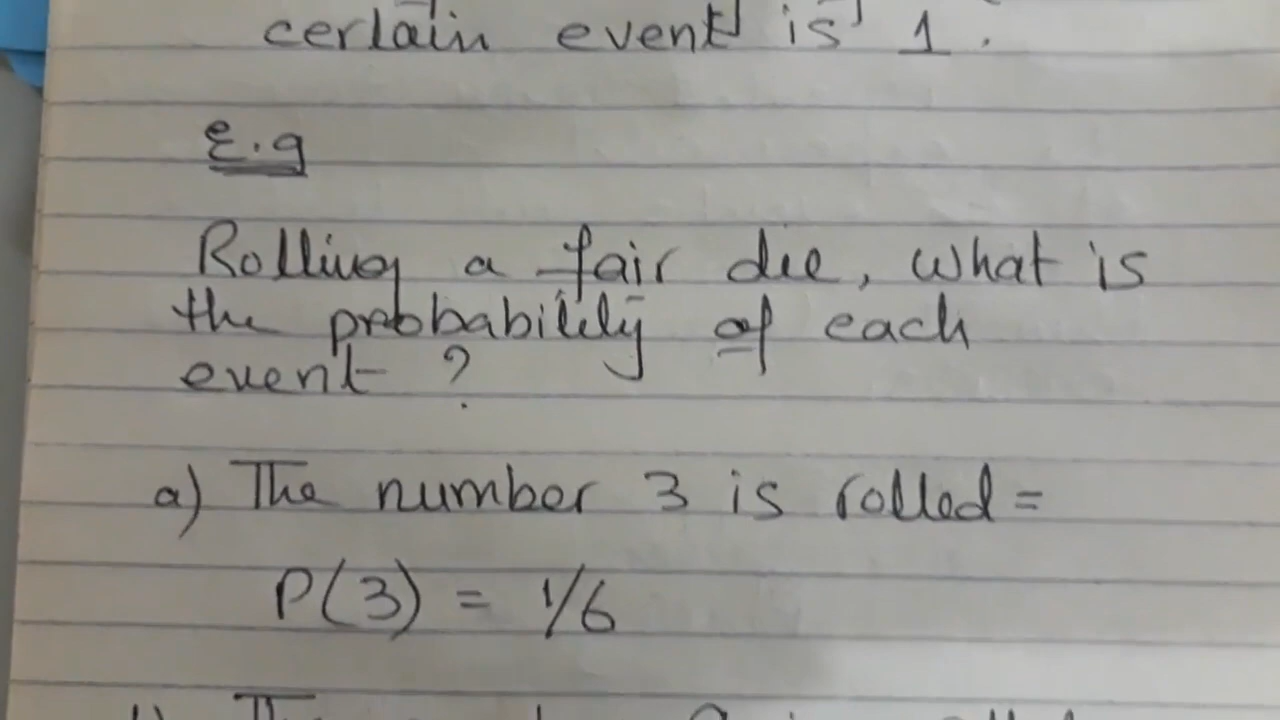 certain event is 1.
E.g
Rolling a fair die, what is
the probability of each
event ?
a) The number 3 is rolled =
P(3) = 1/6